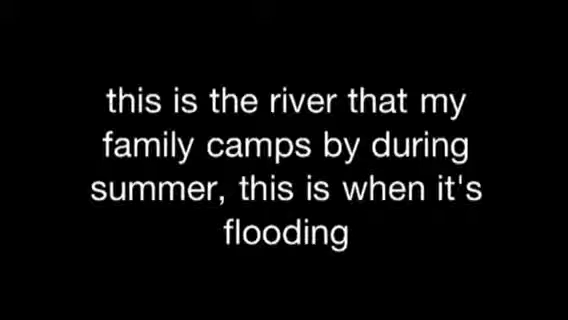 this is the river that my
family camps by during
summer, this is when it's
flooding